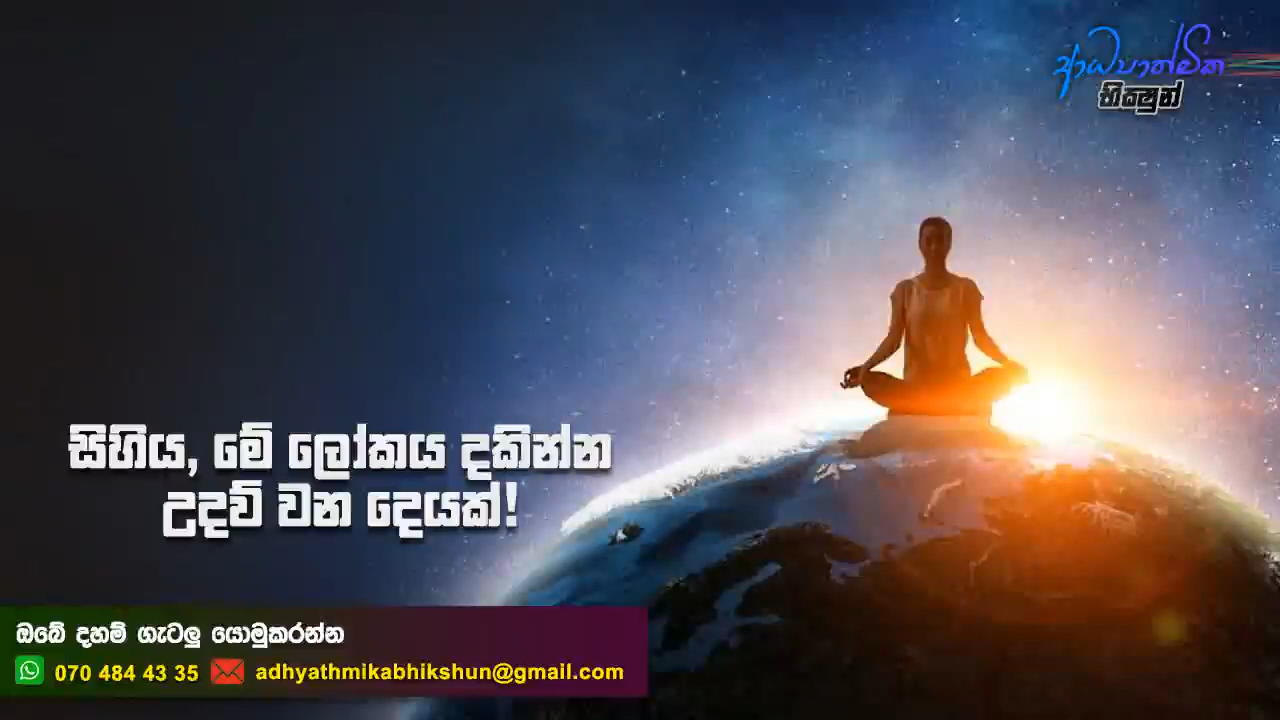 ආධ්‍යාත්මික
භික්ෂුන්
සිහිය, මේ ලෝකය දකින්න
උදව් වන දෙයක්!
ඔබේ දහම් ගැටලු යොමුකරන්න
070 484 43 35 adhyathmikabhikshun@gmail.com